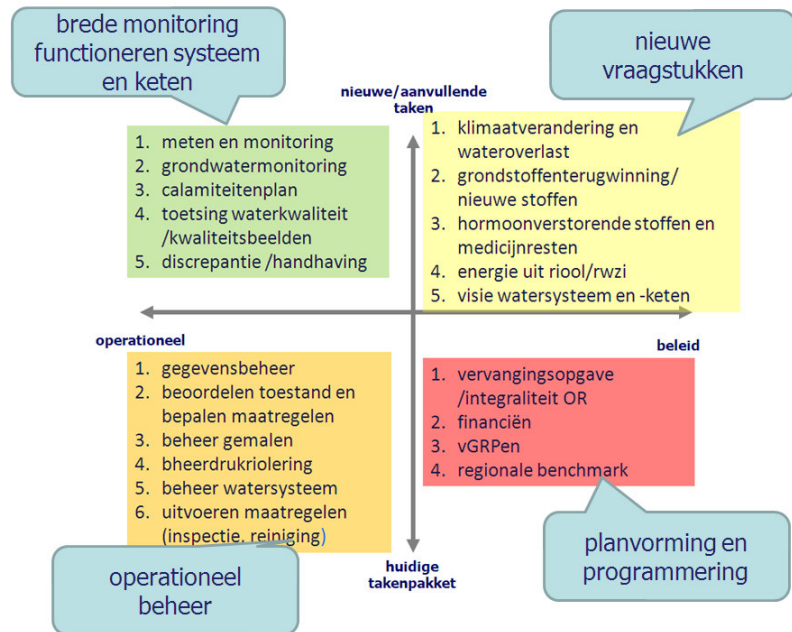 brede monitoring
functioneren systeem
en keten
nieuwe
vraagstukken
nieuwe/aanvullende
taken
1. meten en monitoring
2. grondwatermonitoring
3. calamiteitenplan
4. toetsing waterkwaliteit
/kwaliteitsbeelden
5. discrepantie /handhaving
1. klimaatverandering en
wateroverlast
2. grondstoffenterugwinning/
nieuwe stoffen
3. hormoonverstorende stoffen en
medicijnresten
4. energie uit riool/rwzi
5. visie watersysteem en -keten
operationeel
beleid
1. gegevensbeheer
2. beoordelen toestand en
bepalen maatregelen
3. beheer gemalen
4. bheerdrukriolering
5. beheer watersysteem
6. uitvoeren maatregelen
(inspectie, reiniging)
1. vervangingsopgave
/integraliteit OR
2. financiën
3. vGRPen
4. regionale benchmark
operationeel
beheer
huidige
takenpakket
planvorming en
programmering